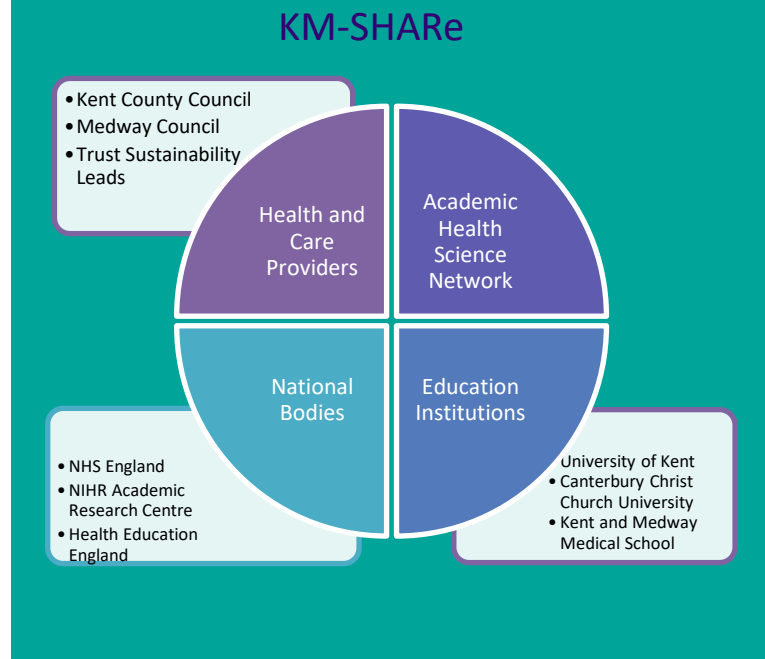 KM-SHARe
• Kent County Council
• Medway Council
• Trust Sustainability
Leads
Health and
Care
Providers
Academic
Health
Science
Network
National
Bodies
Education
Institutions
• NHS England
• NIHR Academic
Research Centre
• Health Education
England
University of Kent
• Canterbury Christ
Church University
• Kent and Medway
Medical School